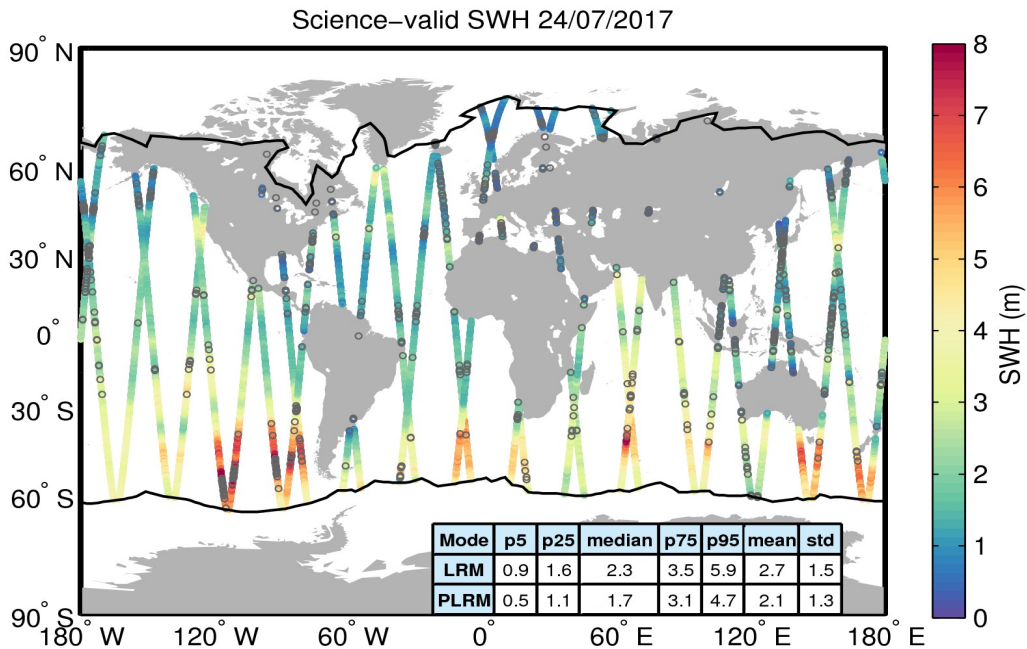 Science−valid SWH 24/07/2017
90° N
60° N
30° N
0°
30° S
60° S
90° S
180° W
120° W
60° W
0°
60° E
120° E
180° E
Mode p5 p25 median p75 p95 mean std
LRM 0.9 1.6 2.3 3.5 5.9 2.7 1.5
PLRM 0.5 1.1 1.7 3.1 4.7 2.1 1.3
8
7
6
5
4
3
2
1
0
SWH (m)